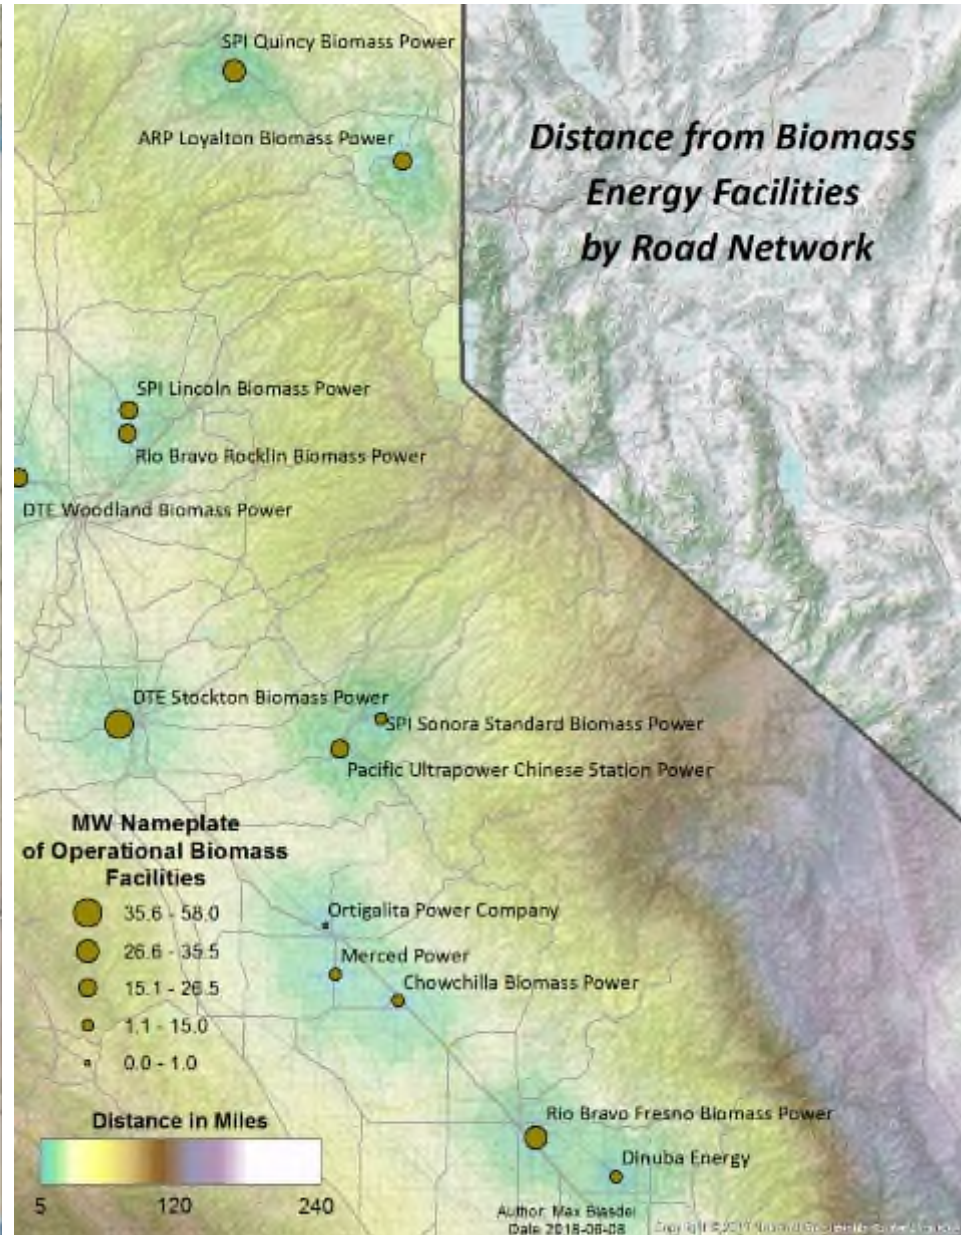 SPI Quincy Biomass Power
ARP Loyalton Biomass Power
Distance from Biomass
Energy Facilities
by Road Network
SPI Lincoln Biomass Power
Rio Bravo Rocklin Biomass Power
DTE Woodland Biomass Power
DTE Stockton Biomass Power
SPI Sonora Standard Biomass Power
Pacific Ultrapower Chinese Station Power
MW Nameplate
of Operational Biomass
Facilities
35.6 - 58.0
26.6 - 35.5
15.1 - 26.5
1.1 - 15.0
0.0 - 1.0
Ortigalita Power Company
Merced Power
Chowchilla Biomass Power
Rio Bravo Fresno Biomass Power
Dinuba Energy
Distance in Miles
5 120 240
Author: Max Blasdel
Date 2018-06-08